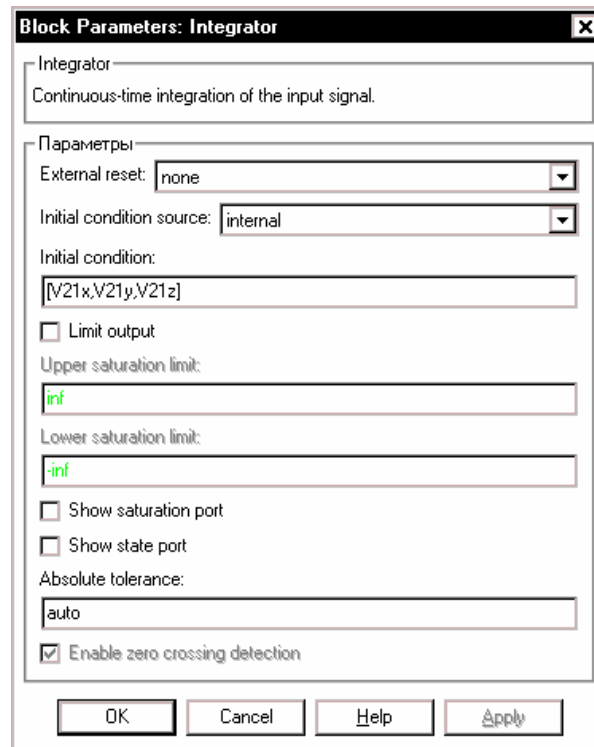 Block Parameters: Integrator
Integrator
Continuous-time integration of the input signal.
Параметры
External reset: none
Initial condition source: internal
Initial condition:
[V21x,V21y,V21z]
Limit output
Upper saturation limit:
inf
Lower saturation limit:
-inf
Show saturation port
Show state port
Absolute tolerance:
auto
Enable zero crossing detection
OK Cancel Help Apply